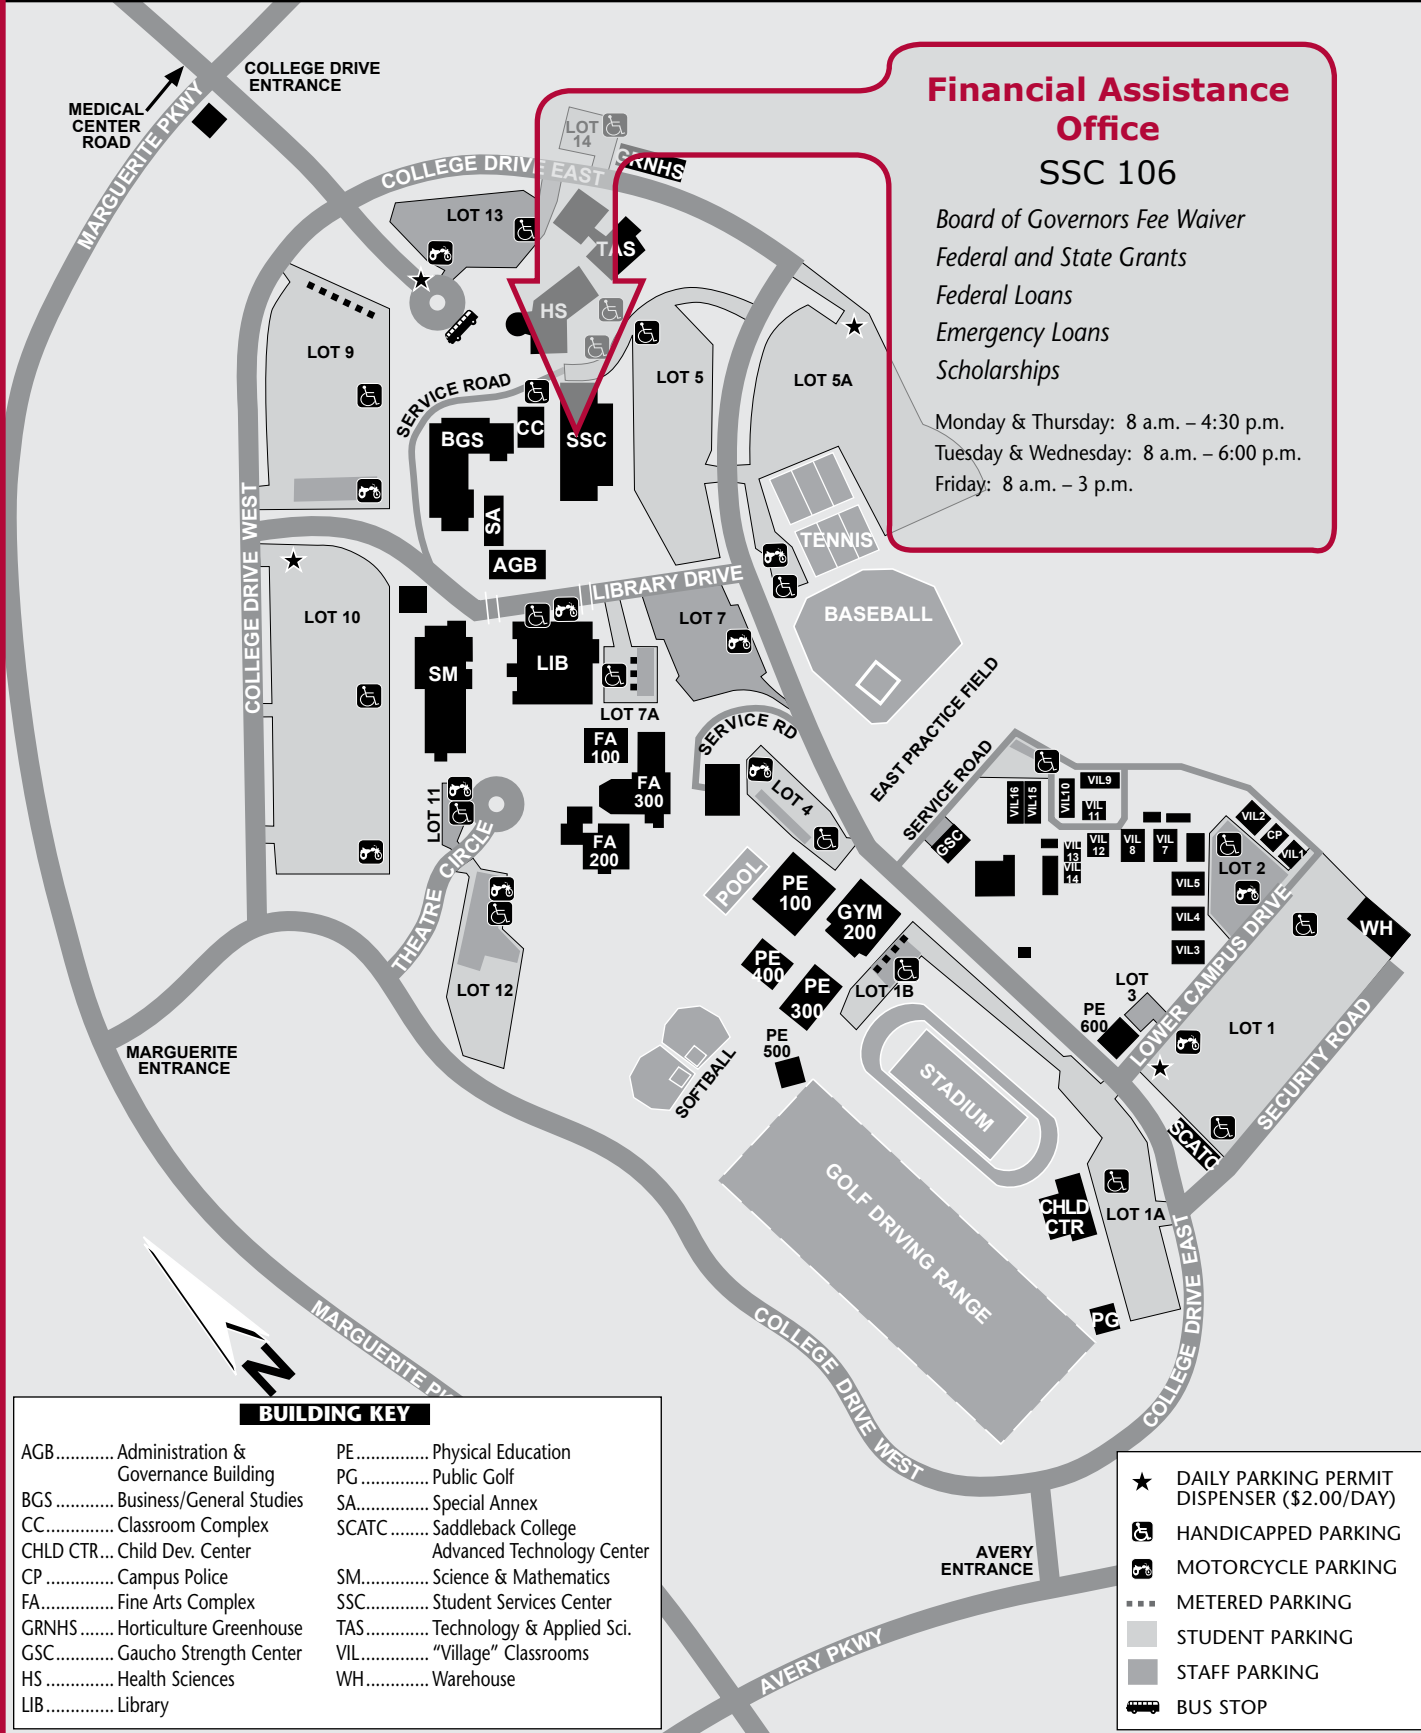 COLLEGE DRIVE
ENTRANCE
MEDICAL
CENTER
ROAD
MARGUERITE PKWY
Financial Assistance
Office
SSC 106
Board of Governors Fee Waiver
Federal and State Grants
Federal Loans
Emergency Loans
Scholarships
Monday & Thursday: 8 a.m. – 4:30 p.m.
Tuesday & Wednesday: 8 a.m. – 6:00 p.m.
Friday: 8 a.m. – 3 p.m.
LOT
14
GRNHS
COLLEGE DRIVE EAST
LOT 13
TAS
HS
LOT 9
SERVICE ROAD
LOT 5
LOT 5A
BGS
CC
SSC
SA
AGB
COLLEGE DRIVE WEST
TENNIS
LIBRARY DRIVE
BASEBALL
LOT 10
LOT 7
SM
LIB
LOT 7A
EAST PRACTICE FIELD
SERVICE RD
FA
100
FA
300
FA
200
LOT 4
LOT 11
THEATRE CIRCLE
SERVICE ROAD
GSC
VIL16
VIL15
VIL10
VIL9
VIL
11
VIL
12
VIL
13
VIL
14
VIL
8
VIL
7
VIL2
CP
VIL1
LOT 2
VIL5
VIL4
VIL3
WH
POOL
PE
100
GYM
200
PE
400
PE
300
LOT 1B
LOT 12
LOT
3
PE
600
LOWER CAMPUS DRIVE
LOT 1
SECURITY ROAD
MARGUERITE
ENTRANCE
PE
500
SOFTBALL
STADIUM
SCATC
GOLF DRIVING RANGE
CHLD
CTR
LOT 1A
PG
COLLEGE DRIVE EAST
COLLEGE DRIVE WEST
N
MARGUERITE PK
AVERY
ENTRANCE
AVERY PKWY
BUILDING KEY
AGB............ Administration &
Governance Building
BGS ............ Business/General Studies
CC.............. Classroom Complex
CHLD CTR... Child Dev. Center
CP .............. Campus Police
FA............... Fine Arts Complex
GRNHS ....... Horticulture Greenhouse
GSC............ Gaucho Strength Center
HS .............. Health Sciences
LIB .............. Library
PE ............... Physical Education
PG .............. Public Golf
SA............... Special Annex
SCATC ........ Saddleback College
Advanced Technology Center
SM.............. Science & Mathematics
SSC............. Student Services Center
TAS............. Technology & Applied Sci.
VIL.............. “Village” Classrooms
WH............. Warehouse
DAILY PARKING PERMIT
DISPENSER ($2.00/DAY)
HANDICAPPED PARKING
MOTORCYCLE PARKING
METERED PARKING
STUDENT PARKING
STAFF PARKING
BUS STOP